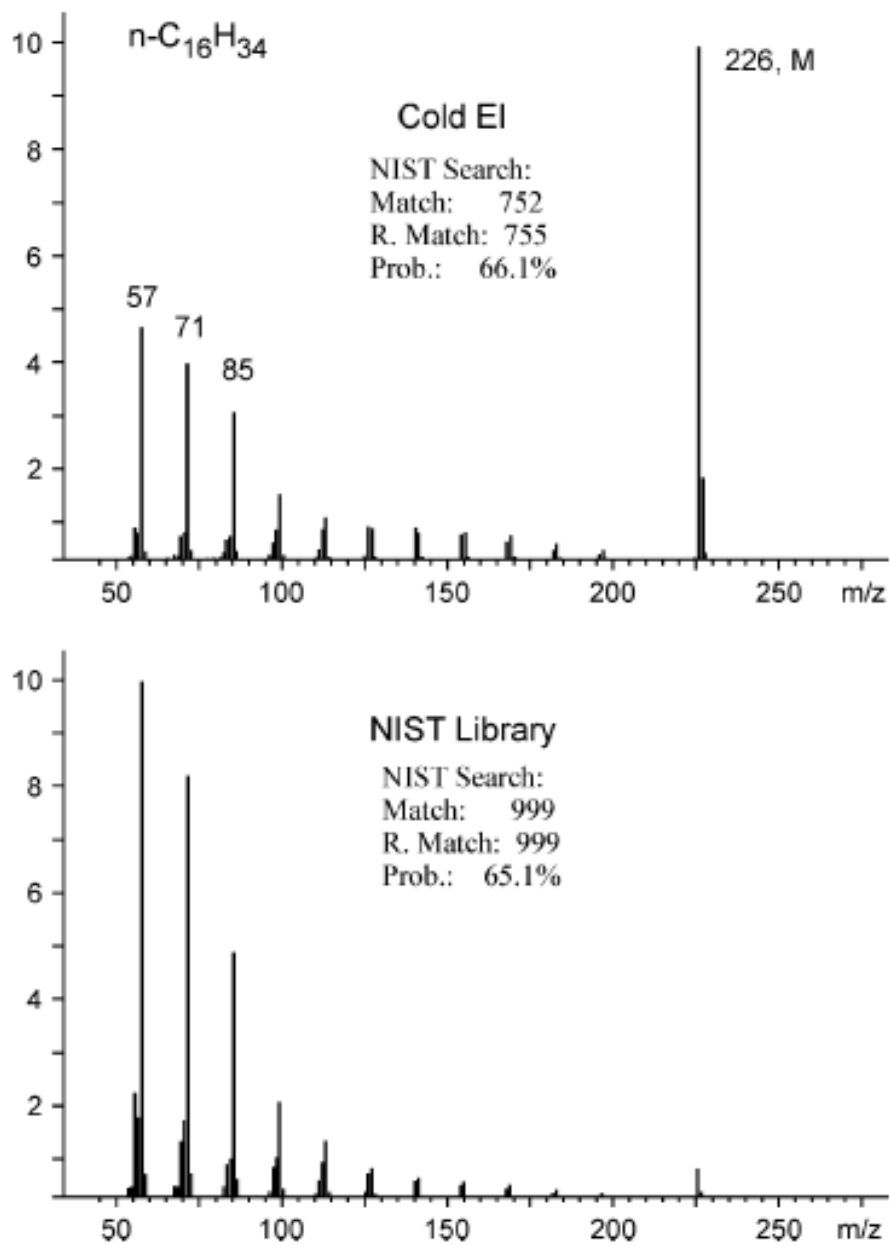 n-C₁₆H₃₄
226, M
Cold EI
NIST Search:
Match: 752
R. Match: 755
Prob.: 66.1%
10
8
6
4
2
57
71
85
50 100 150 200 250 m/z
NIST Library
NIST Search:
Match: 999
R. Match: 999
Prob.: 65.1%
10
8
6
4
2
50 100 150 200 250 m/z